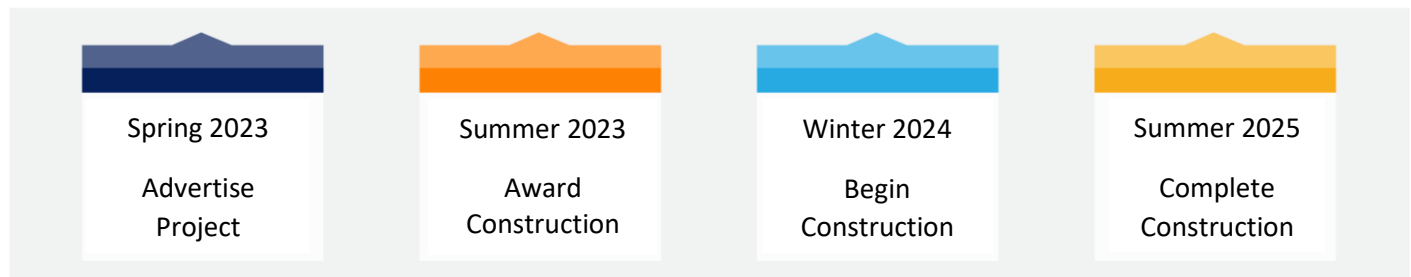 Spring 2023
Advertise
Project
Summer 2023
Award
Construction
Winter 2024
Begin
Construction
Summer 2025
Complete
Construction